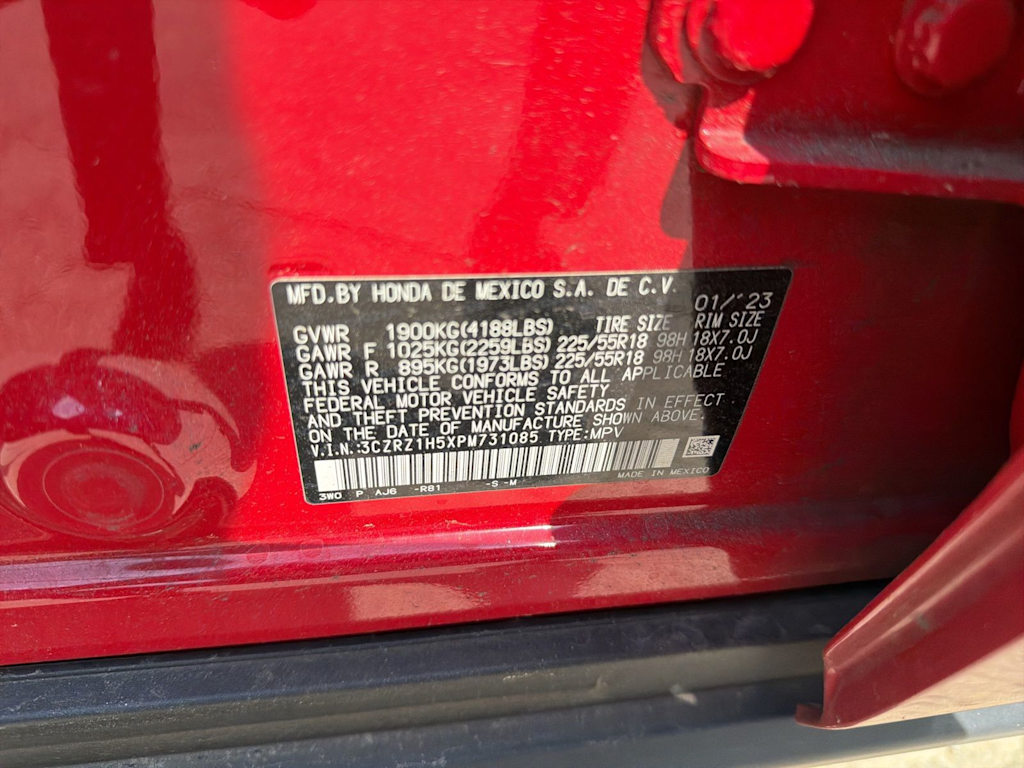 MFD.BY HONDA DE MEXICO S.A. DE C.V. 01/'23
GVWR 1900KG(4188LBS) TIRE SIZE RIM SIZE
GAWR F 1025KG(2259LBS) 225/55R18 98H 18X7.0J
GAWR R 895KG(1973LBS) 225/55R18 98H 18X7.0J
THIS VEHICLE CONFORMS TO ALL APPLICABLE
FEDERAL MOTOR VEHICLE SAFETY
AND THEFT PREVENTION STANDARDS IN EFFECT
ON THE DATE OF MANUFACTURE SHOWN ABOVE.
V.I.N.:3CZRZ1H5XPM731085 TYPE:MPV
MADE IN MEXICO
3W0 P AJ6 -R81 -S -M